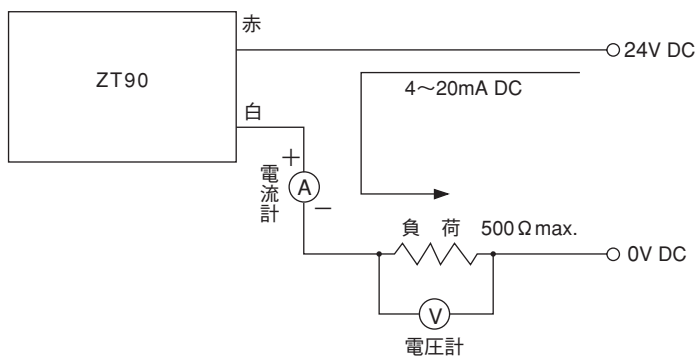 赤
24V DC
ZT90
4〜20mA DC
白
＋
電流計
A
−
負 荷 500Ω max.
0V DC
V
電圧計